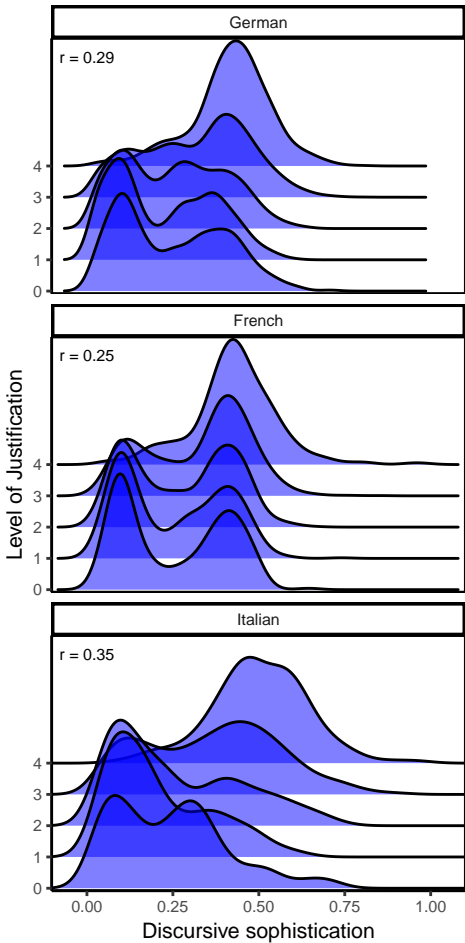 German
r = 0.29
4
3
2
1
0
French
r = 0.25
4
3
2
1
0
Level of Justification
Italian
r = 0.35
4
3
2
1
0
0.00 0.25 0.50 0.75 1.00
Discursive sophistication